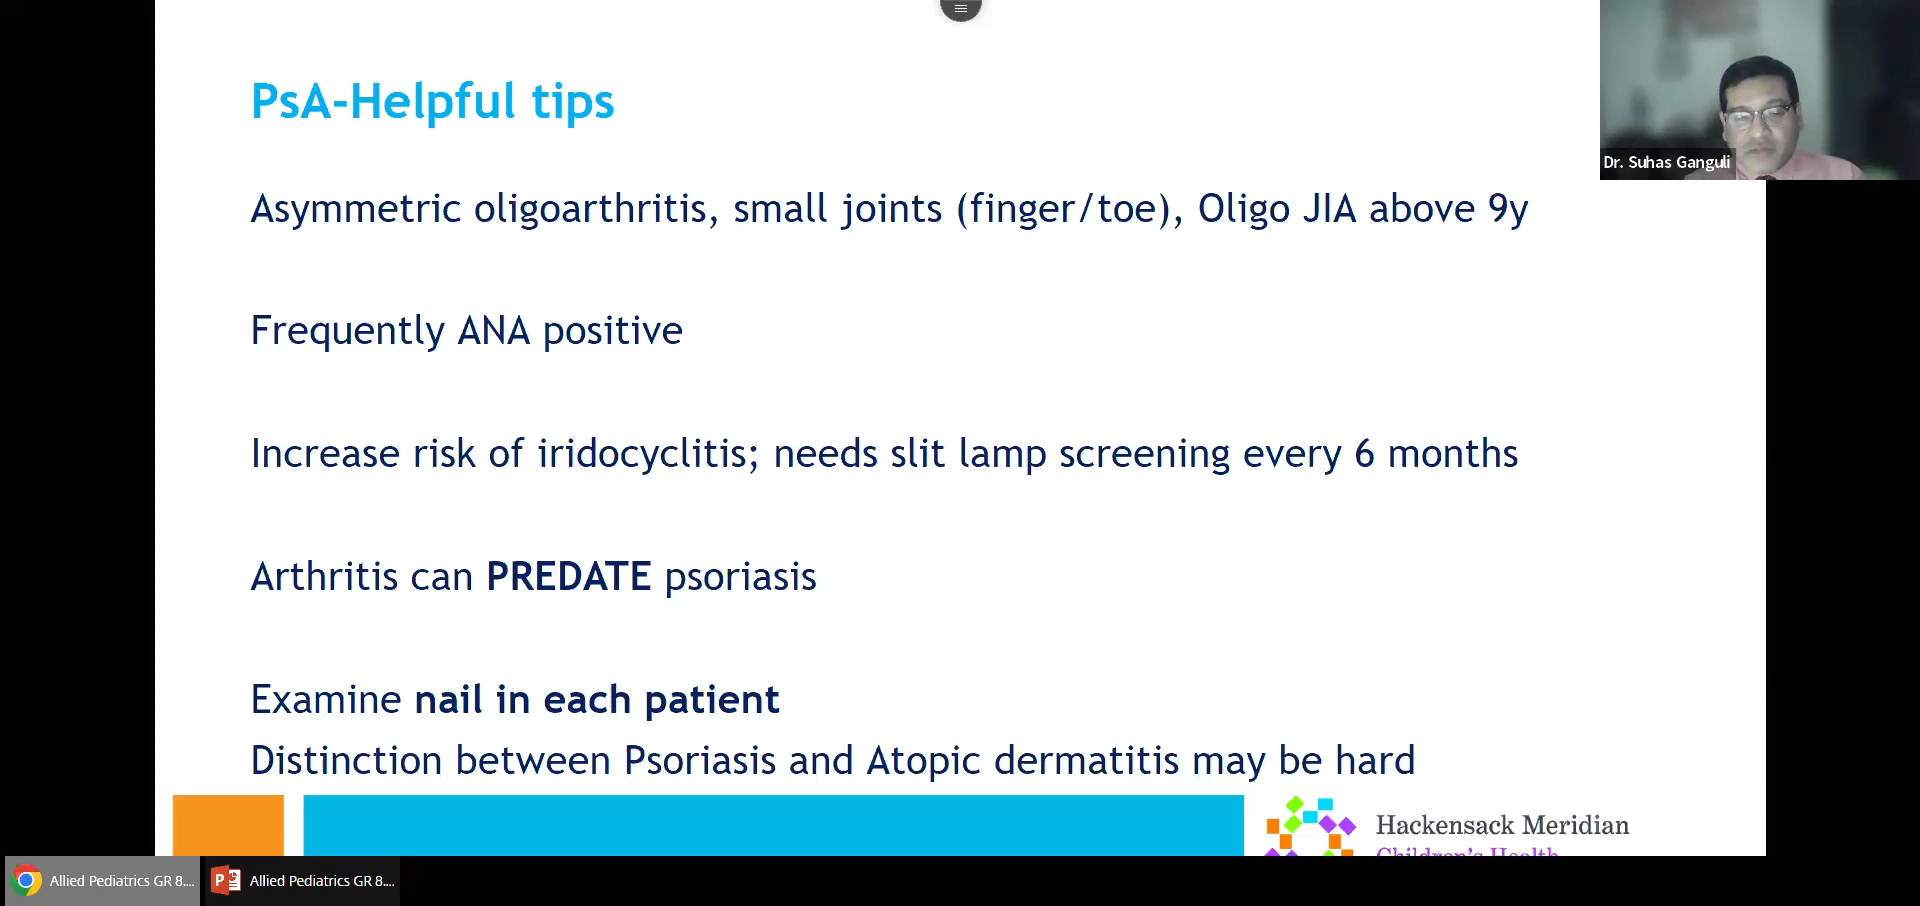 PsA-Helpful tips
Dr. Suhas Ganguli
Asymmetric oligoarthritis, small joints (finger/toe), Oligo JIA above 9y
Frequently ANA positive
Increase risk of iridocyclitis; needs slit lamp screening every 6 months
Arthritis can PREDATE psoriasis
Examine nail in each patient
Distinction between Psoriasis and Atopic dermatitis may be hard
Hackensack Meridian
Children's Health
Allied Pediatrics GR 8....
Allied Pediatrics GR 8....